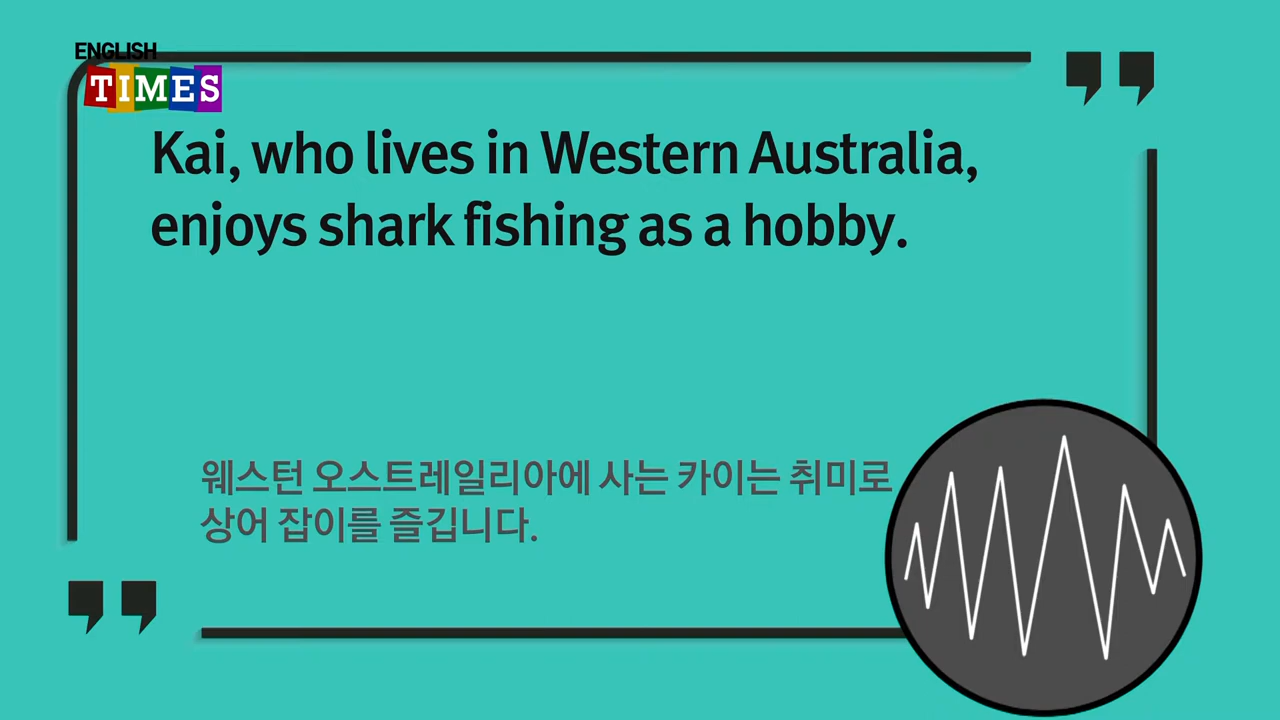 ENGLISH
TIMES
Kai, who lives in Western Australia,
enjoys shark fishing as a hobby.
웨스턴 오스트레일리아에 사는 카이는 취미로
상어 잡이를 즐깁니다.